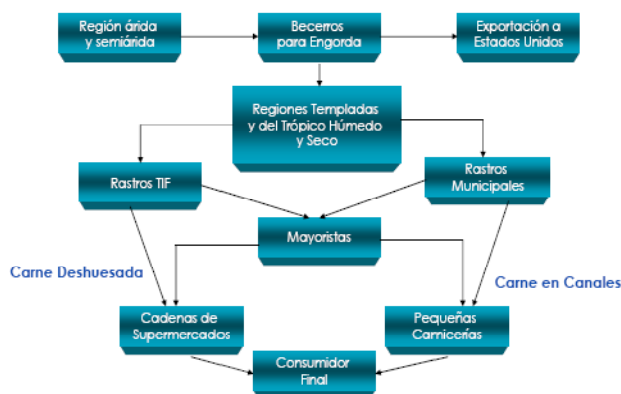 Región árida
y semiárida
Becerros
para Engorda
Exportación a
Estados Unidos
Regiones Templadas
y del Trópico Húmedo
y Seco
Rastros TIF
Rastros
Municipales
Mayoristas
Carne Deshuesada
Carne en Canales
Cadenas de
Supermercados
Pequeñas
Carnicerías
Consumidor
Final